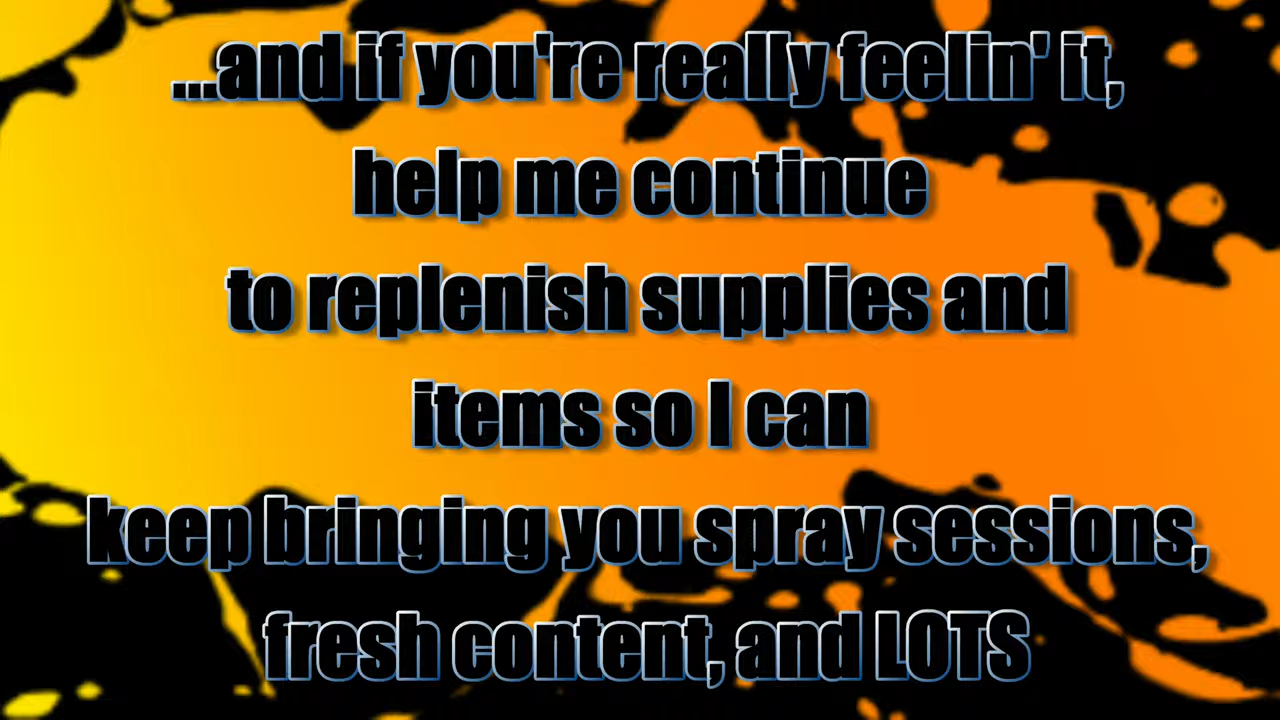 ...and if you're really feelin' it,
help me continue
to replenish supplies and
items so I can
keep bringing you spray sessions,
fresh content, and LOTS